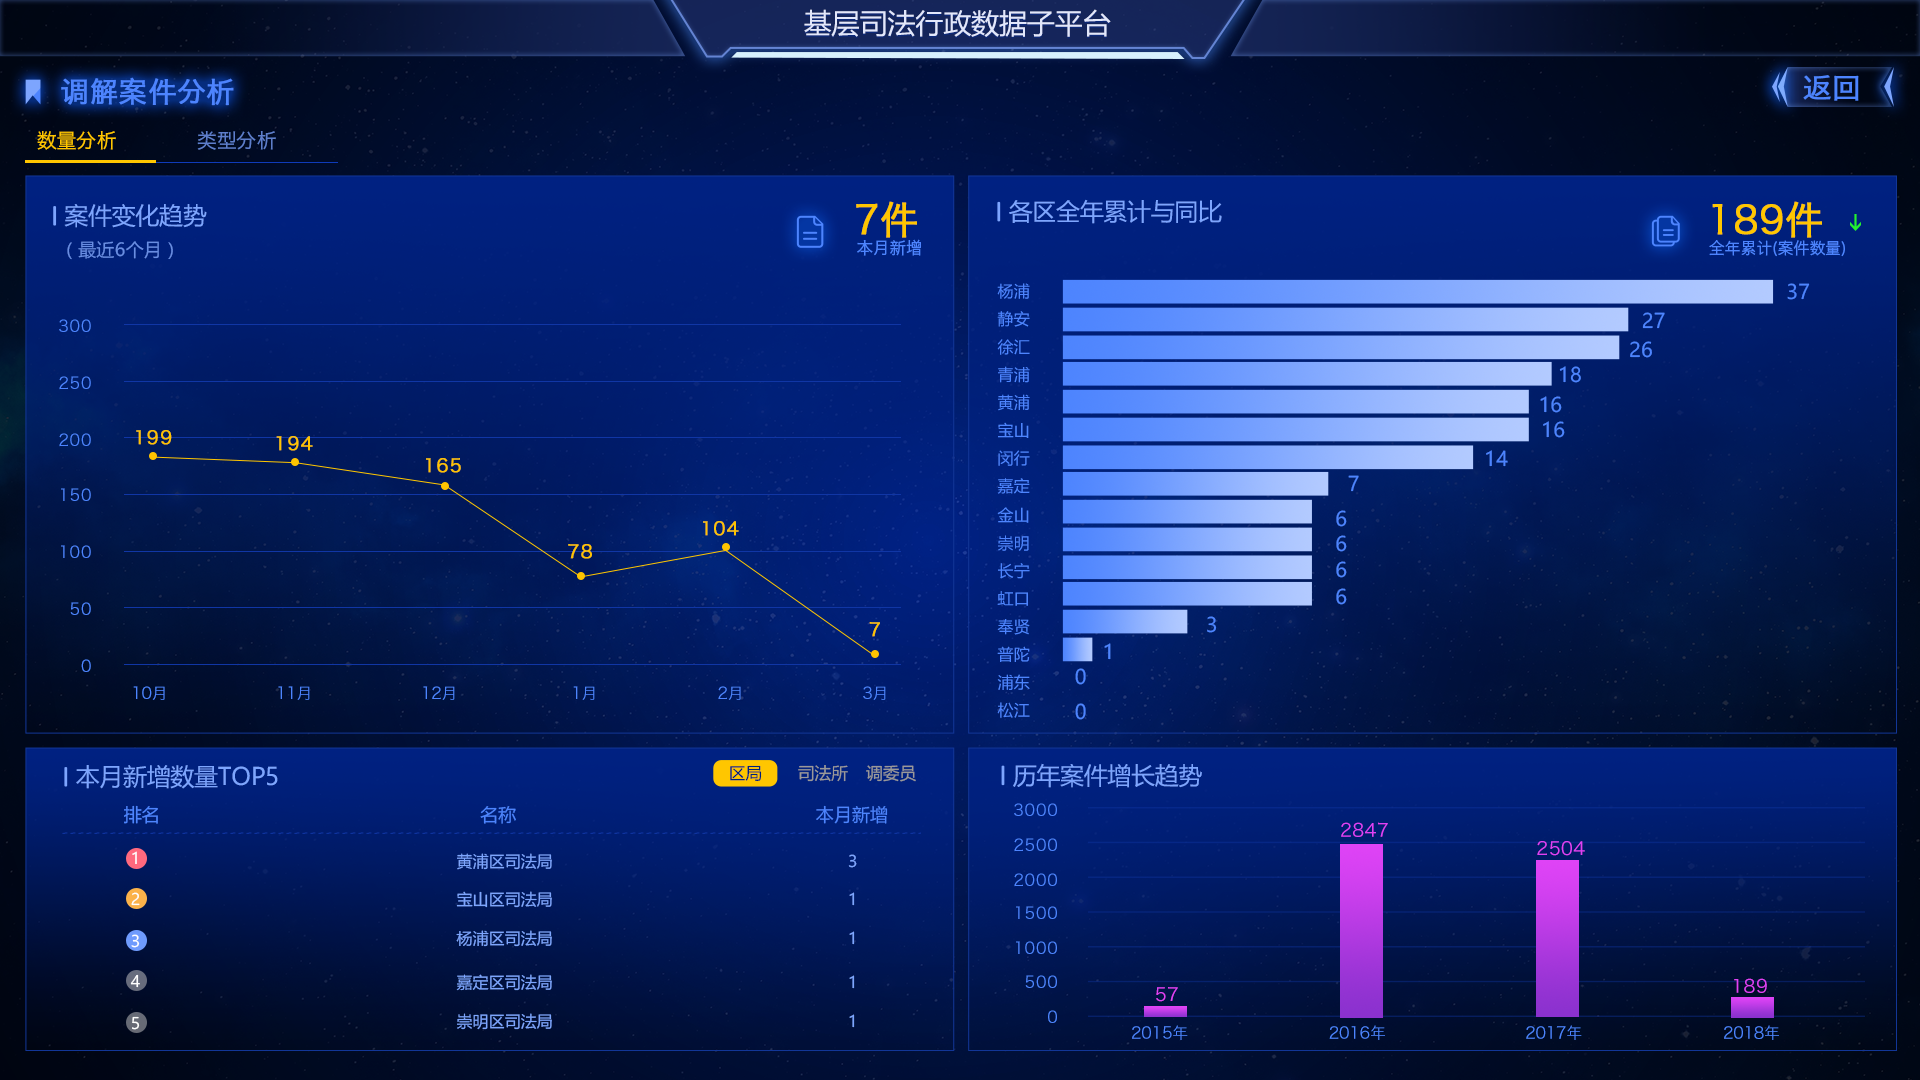 基层司法行政数据子平台
调解案件分析
返回
数量分析 类型分析
案件变化趋势
（最近6个月）
7件
本月新增
300
250
200
150
100
50
0
199
194
165
78
104
7
10月 11月 12月 1月 2月 3月
各区全年累计与同比
189件
全年累计(案件数量)
杨浦 37
静安 27
徐汇 26
青浦 18
黄浦 16
宝山 16
闵行 14
嘉定 7
金山 6
崇明 6
长宁 6
虹口 6
奉贤 3
普陀 1
浦东 0
松江 0
本月新增数量TOP5
区局 司法所 调委员
排名 名称 本月新增
1 黄浦区司法局 3
2 宝山区司法局 1
3 杨浦区司法局 1
4 嘉定区司法局 1
5 崇明区司法局 1
历年案件增长趋势
3000
2500
2000
1500
1000
500
0
57
2847
2504
189
2015年 2016年 2017年 2018年